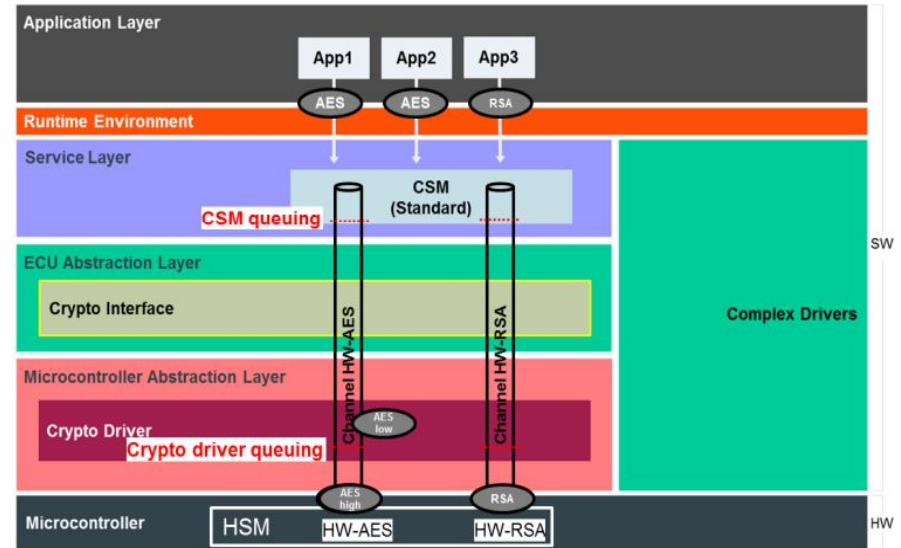 Application Layer
App1
App2
App3
AES
AES
RSA
Runtime Environment
Service Layer
CSM
(Standard)
CSM queuing
ECU Abstraction Layer
Crypto Interface
Channel HW-AES
Channel HW-RSA
Complex Drivers
SW
Microcontroller Abstraction Layer
Crypto Driver
AES
low
Crypto driver queuing
AES
high
RSA
Microcontroller
HSM
HW-AES
HW-RSA
HW